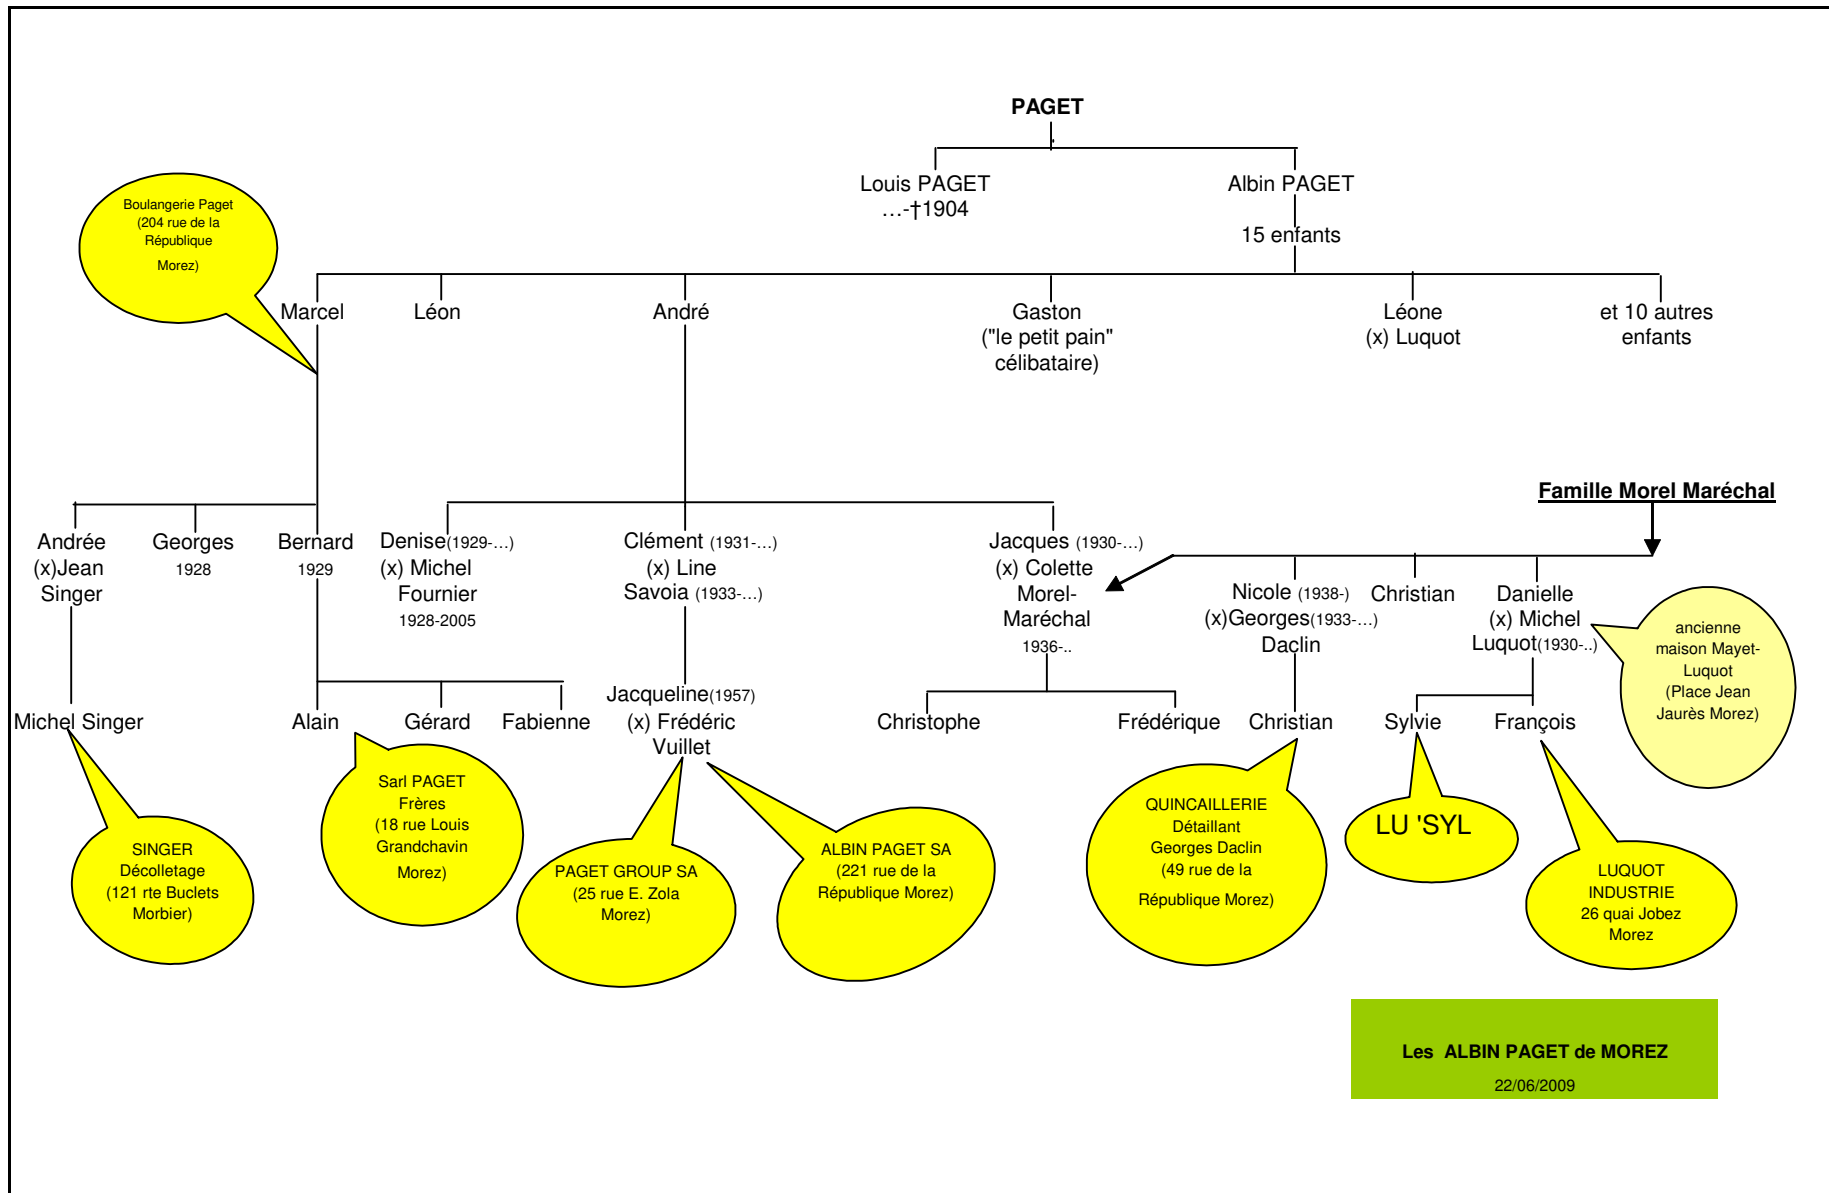 PAGET
Louis PAGET
…-†1904
Albin PAGET
15 enfants
Boulangerie Paget
(204 rue de la
République
Morez)
Marcel
Léon
André
Gaston
("le petit pain"
célibataire)
Léone
(x) Luquot
et 10 autres
enfants
Famille Morel Maréchal
Andrée
(x)Jean
Singer
Georges
1928
Bernard
1929
Denise(1929-…)
(x) Michel
Fournier
1928-2005
Clément (1931-…)
(x) Line
Savoia (1933-…)
Jacques (1930-…)
(x) Colette
Morel-
Maréchal
1936-..
Nicole (1938-)
(x)Georges(1933-…)
Daclin
Christian
Danielle
(x) Michel
Luquot(1930-..)
ancienne
maison Mayet-
Luquot
(Place Jean
Jaurès Morez)
Michel Singer
Alain
Gérard
Fabienne
Jacqueline(1957)
(x) Frédéric
Vuillet
Christophe
Frédérique
Christian
Sylvie
François
SINGER
Décolletage
(121 rte Buclets
Morbier)
Sarl PAGET
Frères
(18 rue Louis
Grandchavin
Morez)
PAGET GROUP SA
(25 rue E. Zola
Morez)
ALBIN PAGET SA
(221 rue de la
République Morez)
QUINCAILLERIE
Détaillant
Georges Daclin
(49 rue de la
République Morez)
LU 'SYL
LUQUOT
INDUSTRIE
26 quai Jobez
Morez
Les  ALBIN PAGET de MOREZ
22/06/2009